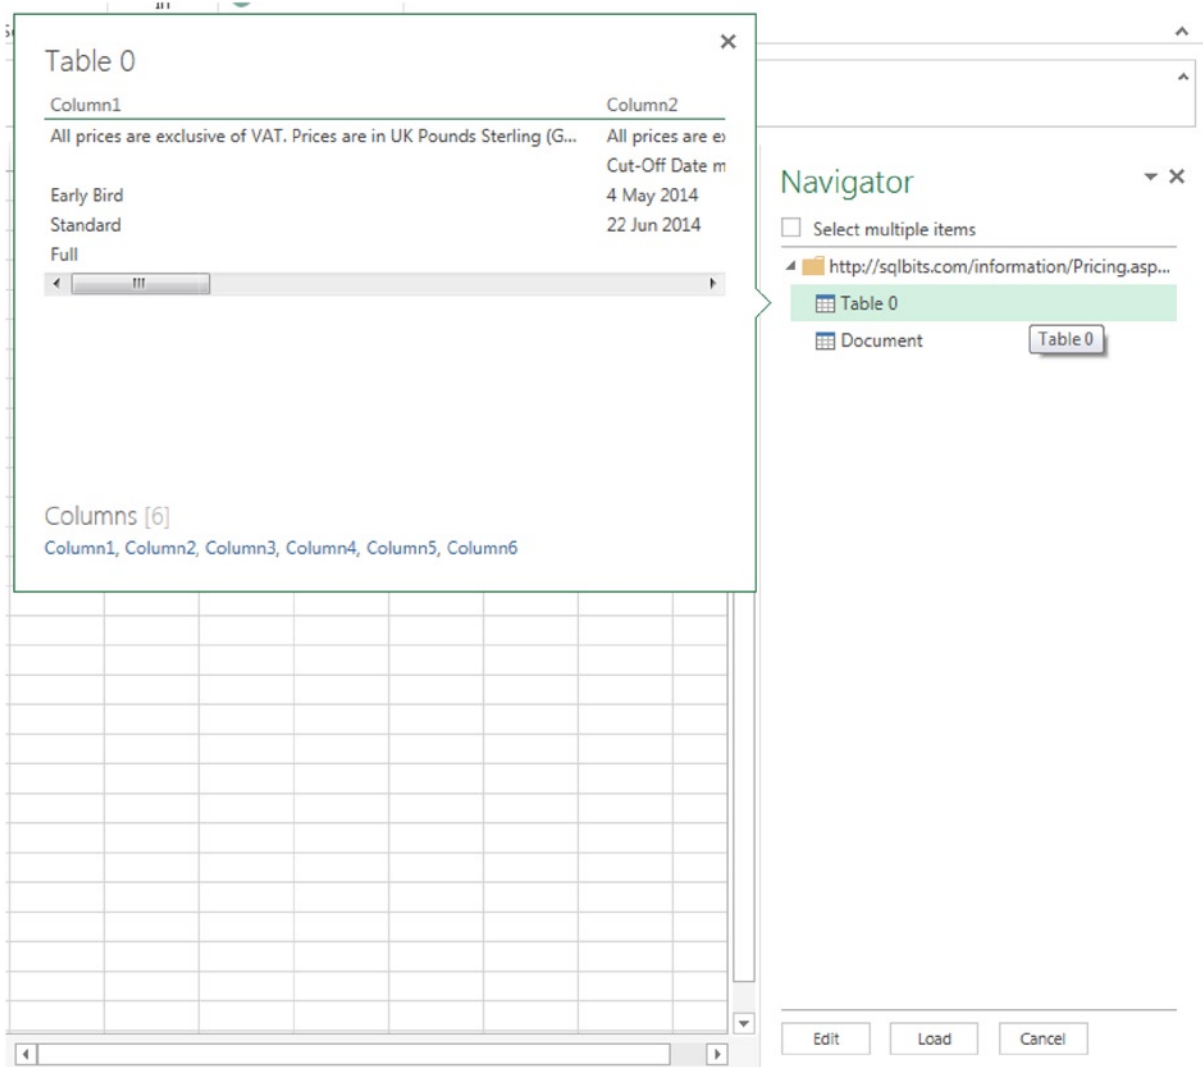 Table 0
Column1 Column2
All prices are exclusive of VAT. Prices are in UK Pounds Sterling (G... All prices are ex
Cut-Off Date m
Early Bird 4 May 2014
Standard 22 Jun 2014
Full
Columns [6]
Column1, Column2, Column3, Column4, Column5, Column6
Navigator
Select multiple items
http://sqlbits.com/information/Pricing.asp...
Table 0
Document
Table 0
Edit Load Cancel